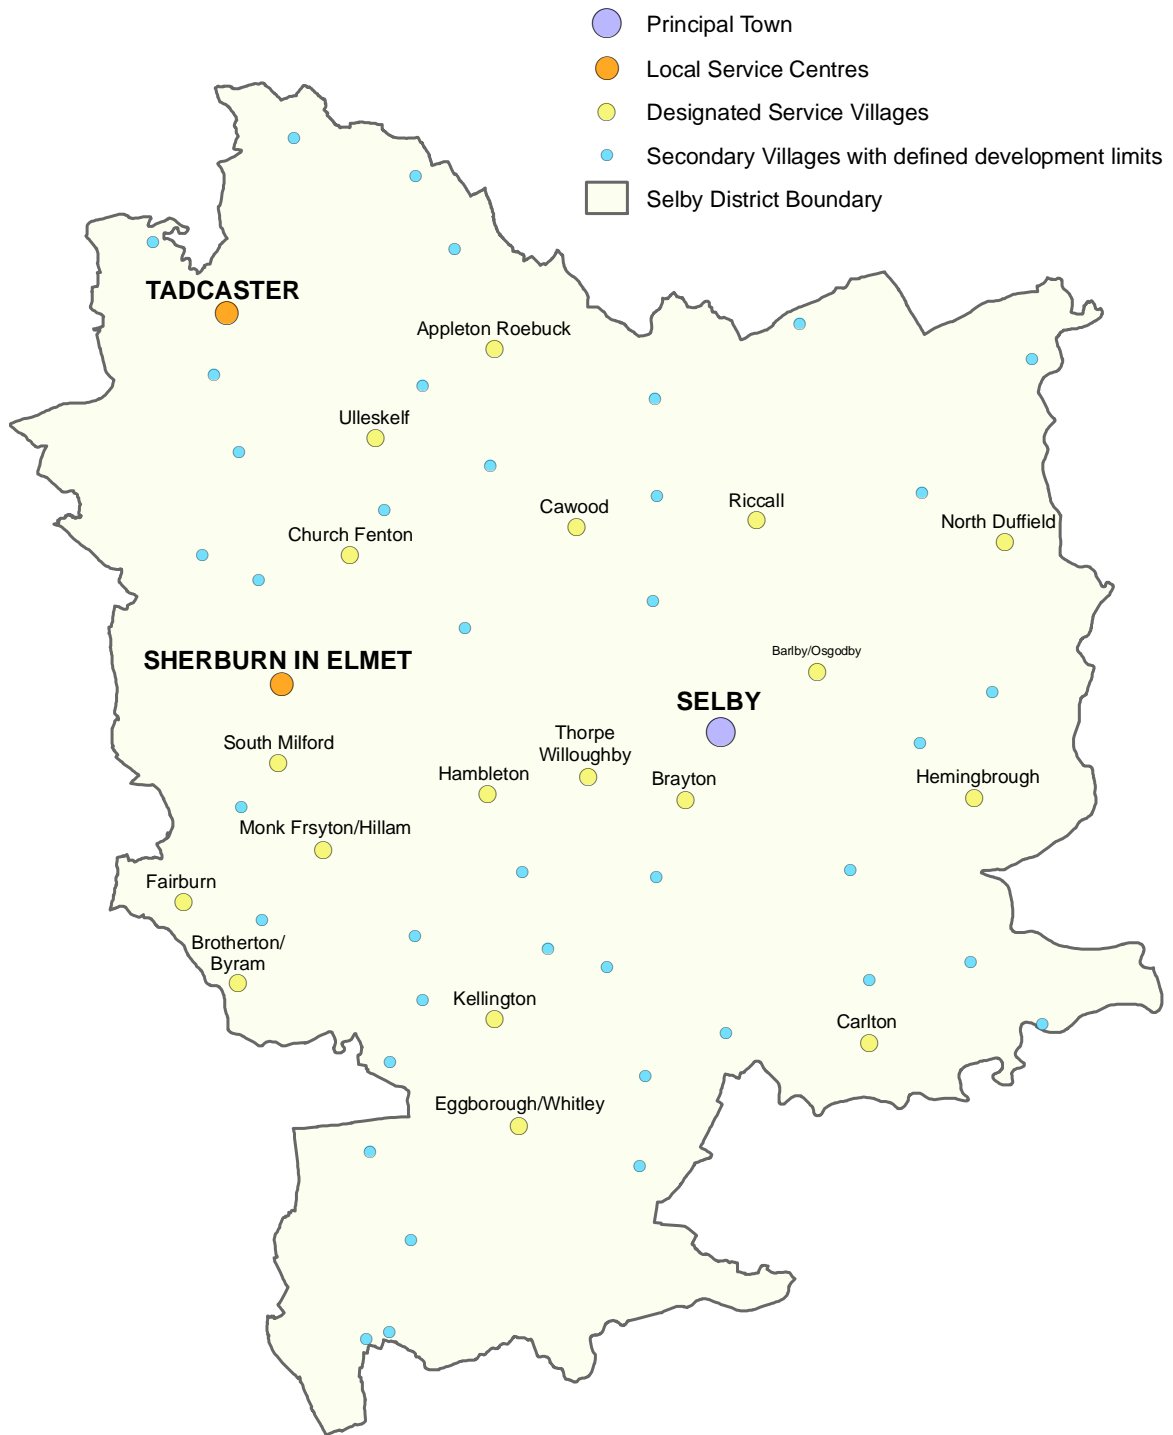 Principal Town
Local Service Centres
Designated Service Villages
Secondary Villages with defined development limits
Selby District Boundary
TADCASTER
Appleton Roebuck
Ulleskelf
Cawood
Riccall
North Duffield
Church Fenton
Barlby/Osgodby
SHERBURN IN ELMET
SELBY
South Milford
Thorpe
Willoughby
Hambleton
Brayton
Hemingbrough
Monk Frsyton/Hillam
Fairburn
Brotherton/
Byram
Kellington
Carlton
Eggborough/Whitley